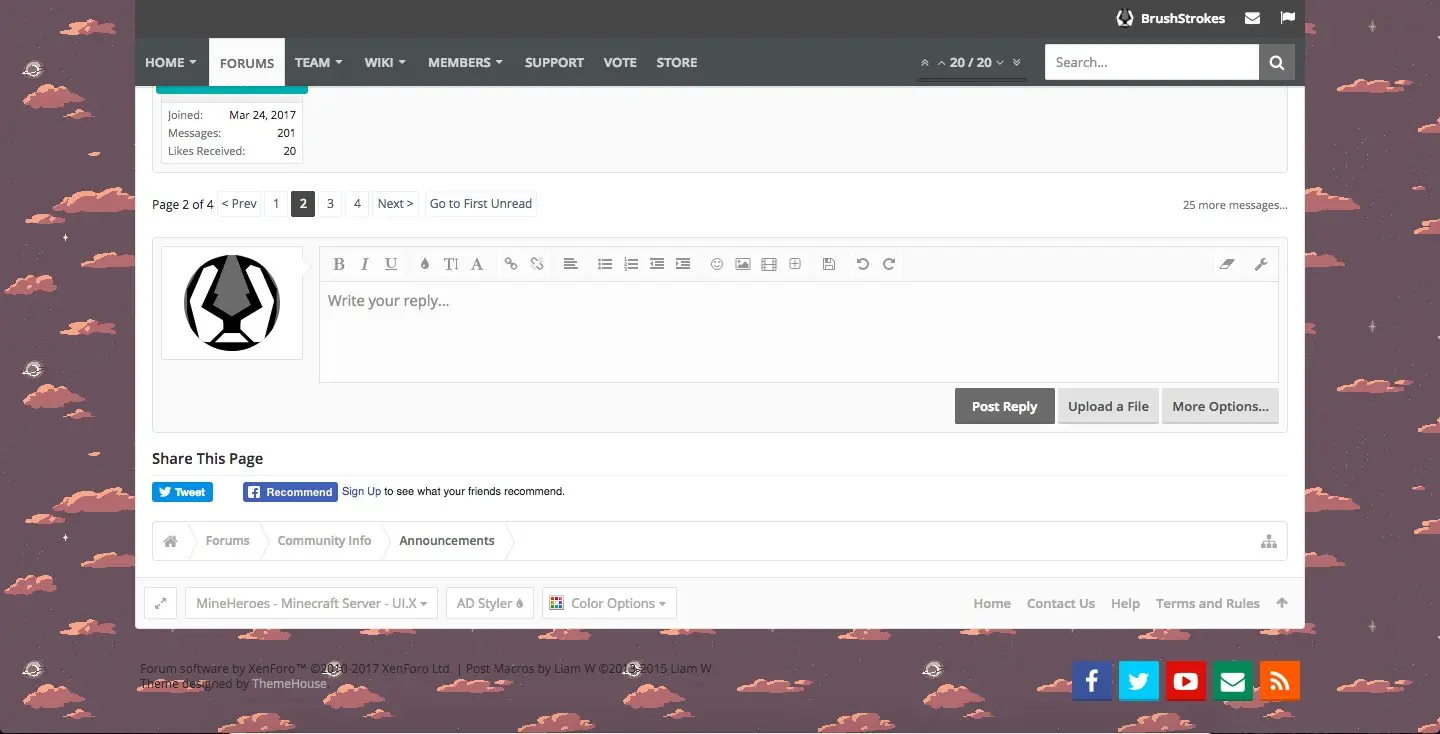 BrushStrokes
HOME FORUMS TEAM WIKI MEMBERS SUPPORT VOTE STORE 20 / 20 Search...
Joined: Mar 24, 2017
Messages: 201
Likes Received: 20
Page 2 of 4 < Prev 1 2 3 4 Next > Go to First Unread 25 more messages...
B I U TI A
Write your reply...
Post Reply Upload a File More Options...
Share This Page
Tweet Recommend Sign Up to see what your friends recommend.
Forums Community Info Announcements
MineHeroes - Minecraft Server - UI.X AD Styler Color Options Home Contact Us Help Terms and Rules
Forum software by XenForo™ ©2010-2017 XenForo Ltd. | Post Macros by Liam W ©2013-2015 Liam W
Theme designed by ThemeHouse.